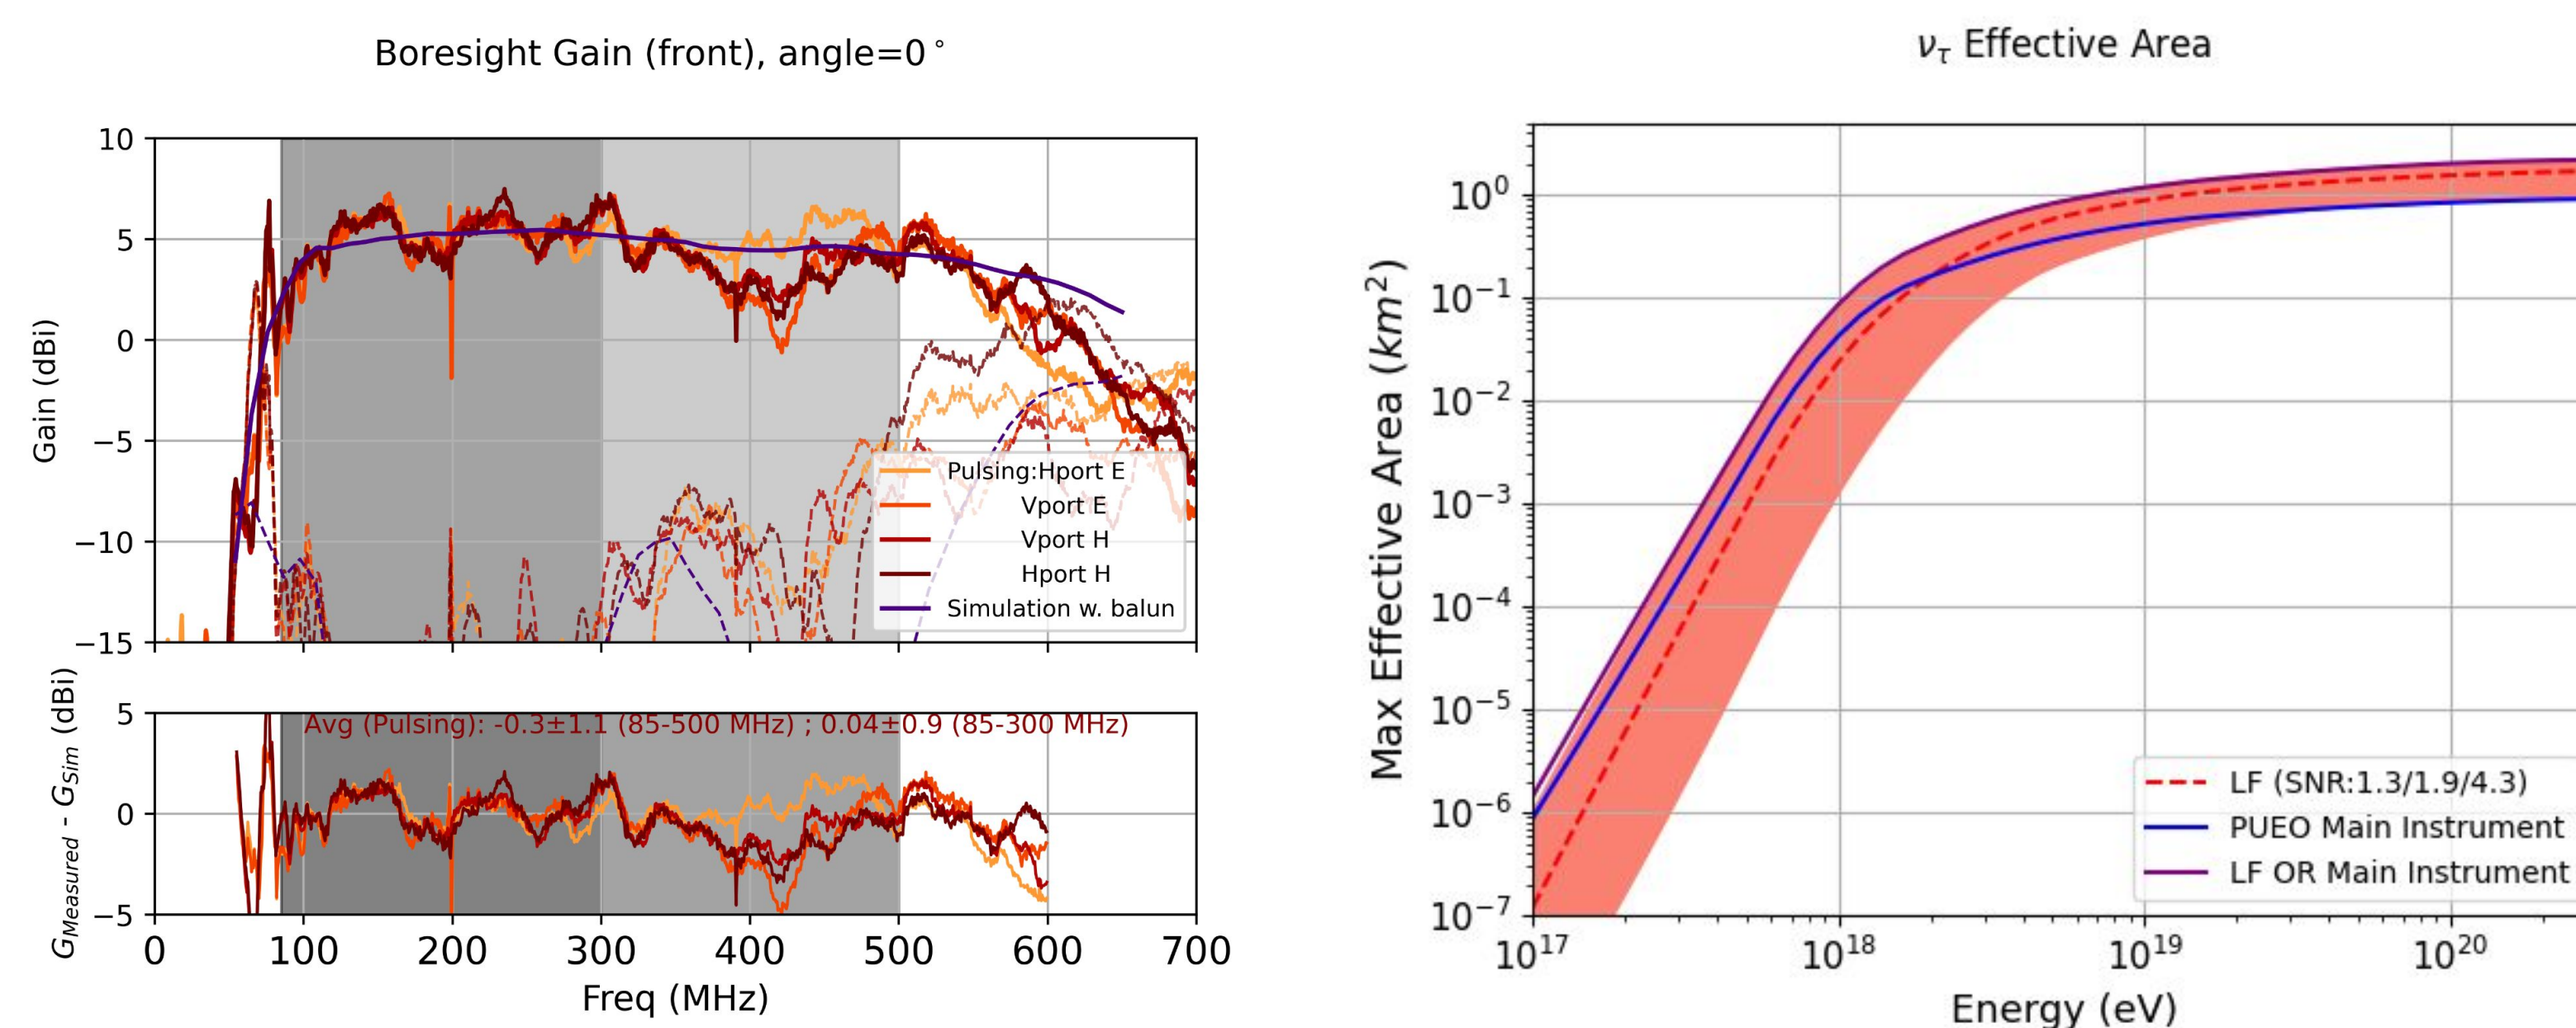 Boresight Gain (front), angle=0°
10
5
0
−5
−10
−15
Gain (dBi)
Pulsing:Hport E
Vport E
Vport H
Hport H
Simulation w. balun
5
0
−5
G_Measured - G_Sim (dBi)
Avg (Pulsing): -0.3±1.1 (85-500 MHz) ; 0.04±0.9 (85-300 MHz)
0 100 200 300 400 500 600 700
Freq (MHz)
ν_τ Effective Area
10^0
10^−1
10^−2
10^−3
10^−4
10^−5
10^−6
10^−7
Max Effective Area (km^2)
LF (SNR:1.3/1.9/4.3)
PUEO Main Instrument
LF OR Main Instrument
10^17 10^18 10^19 10^20
Energy (eV)